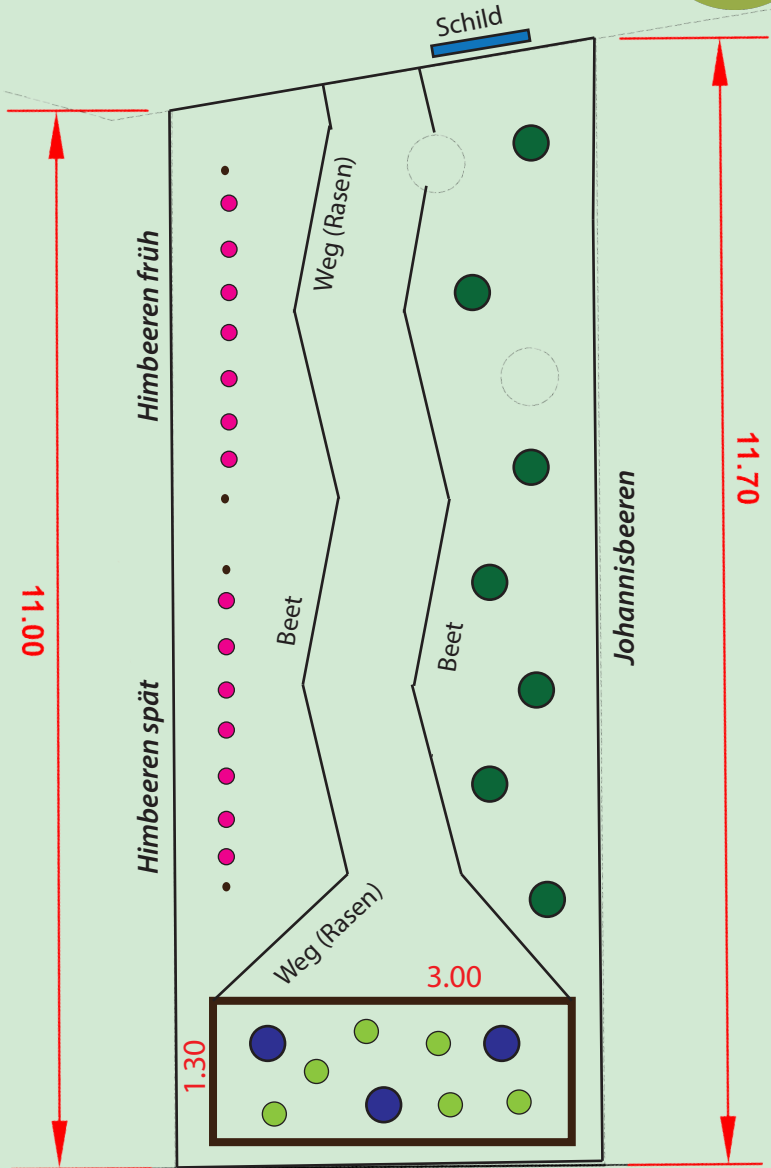 Schild
Weg (Rasen)
Himbeeren früh
11.70
Johannisbeeren
11.00
Beet
Beet
Himbeeren spät
Weg (Rasen)
3.00
1.30